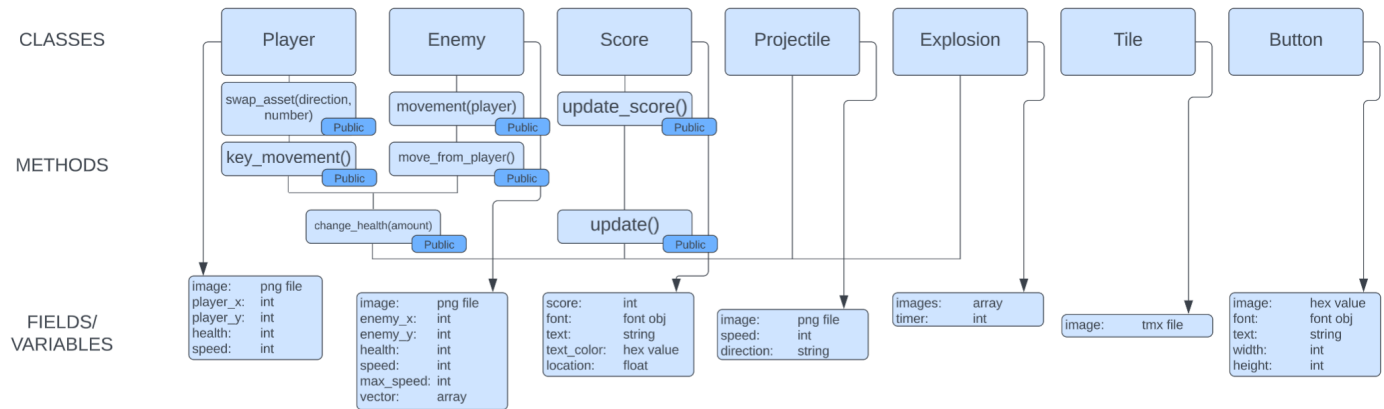 CLASSES
Player
Enemy
Score
Projectile
Explosion
Tile
Button
METHODS
swap_asset(direction,
number)
Public
movement(player)
Public
update_score()
Public
key_movement()
Public
move_from_player()
Public
change_health(amount)
Public
update()
Public
FIELDS/
VARIABLES
image: png file
player_x: int
player_y: int
health: int
speed: int
image: png file
enemy_x: int
enemy_y: int
health: int
speed: int
max_speed: int
vector: array
score: int
font: font obj
text: string
text_color: hex value
location: float
image: png file
speed: int
direction: string
images: array
timer: int
image: tmx file
image: hex value
font: font obj
text: string
width: int
height: int